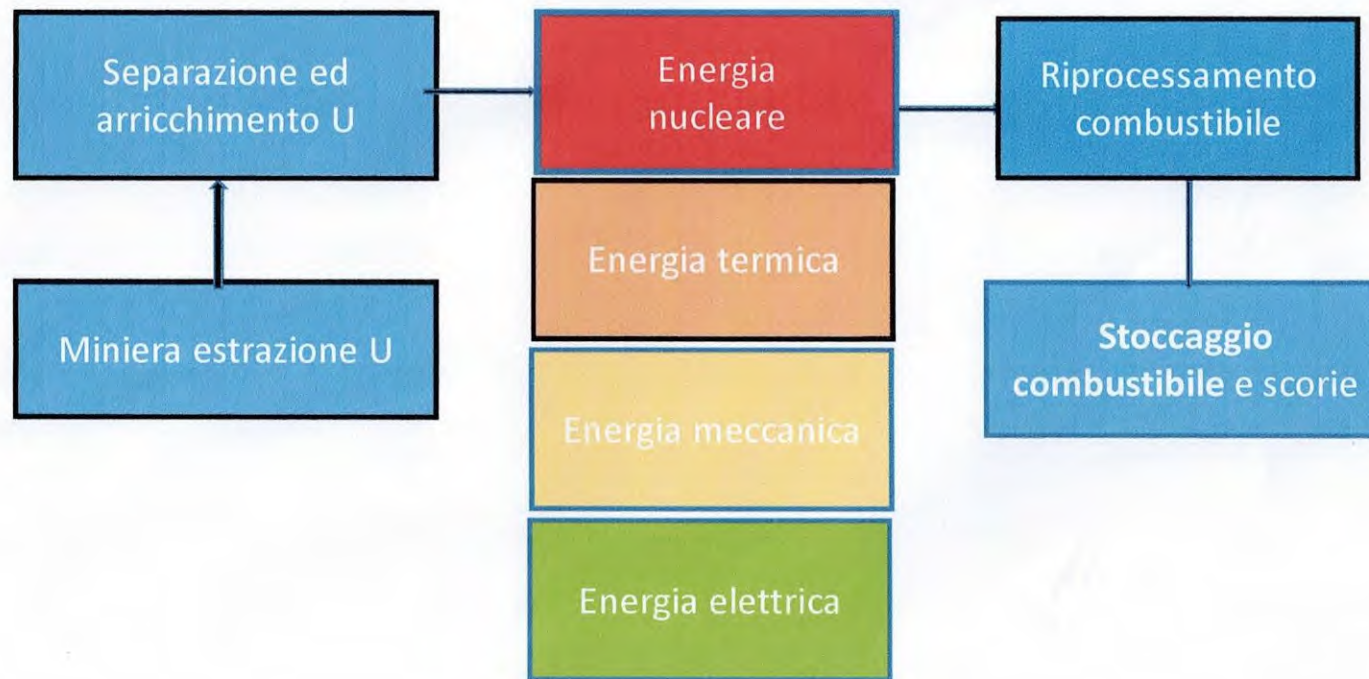 Separazione ed
arricchimento U
Miniera estrazione U
Energia
nucleare
Energia termica
Energia meccanica
Energia elettrica
Riprocessamento
combustibile
Stoccaggio
combustibile e scorie